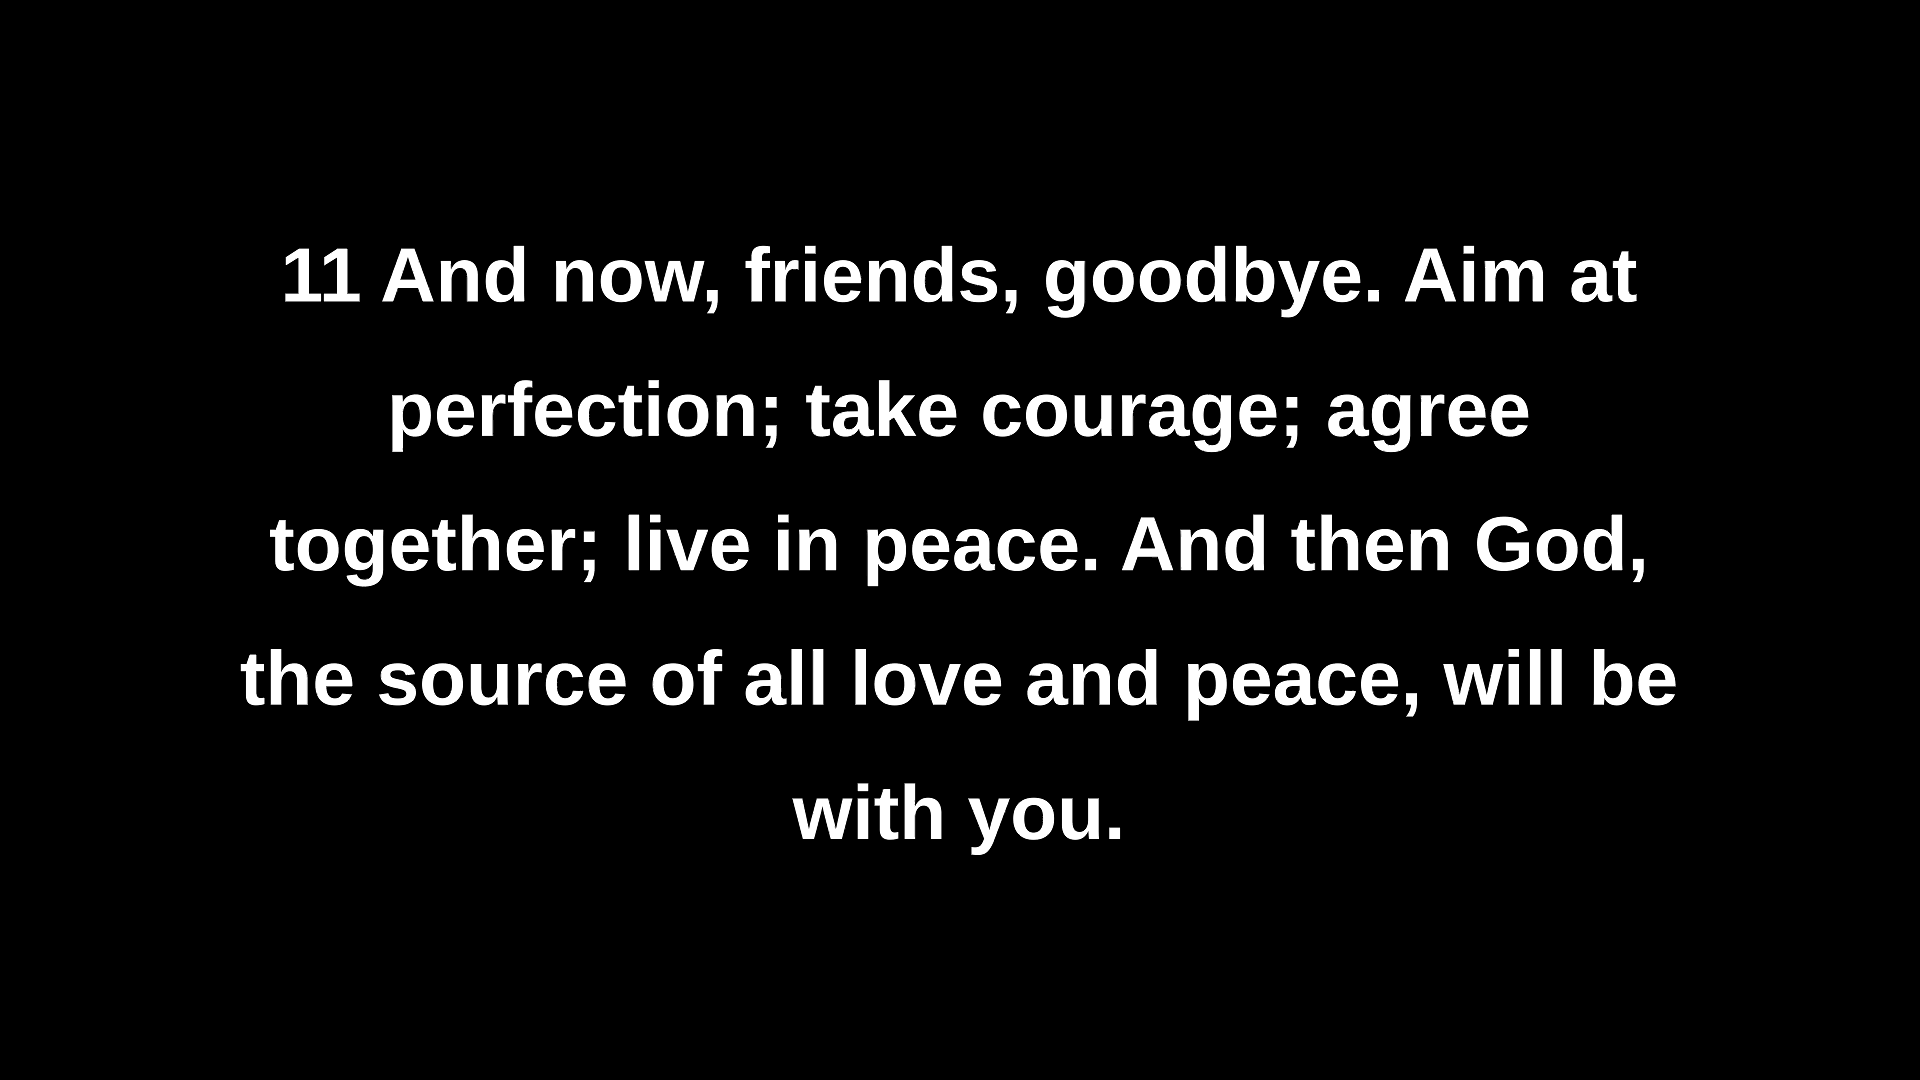 11 And now, friends, goodbye. Aim at
perfection; take courage; agree
together; live in peace. And then God,
the source of all love and peace, will be
with you.